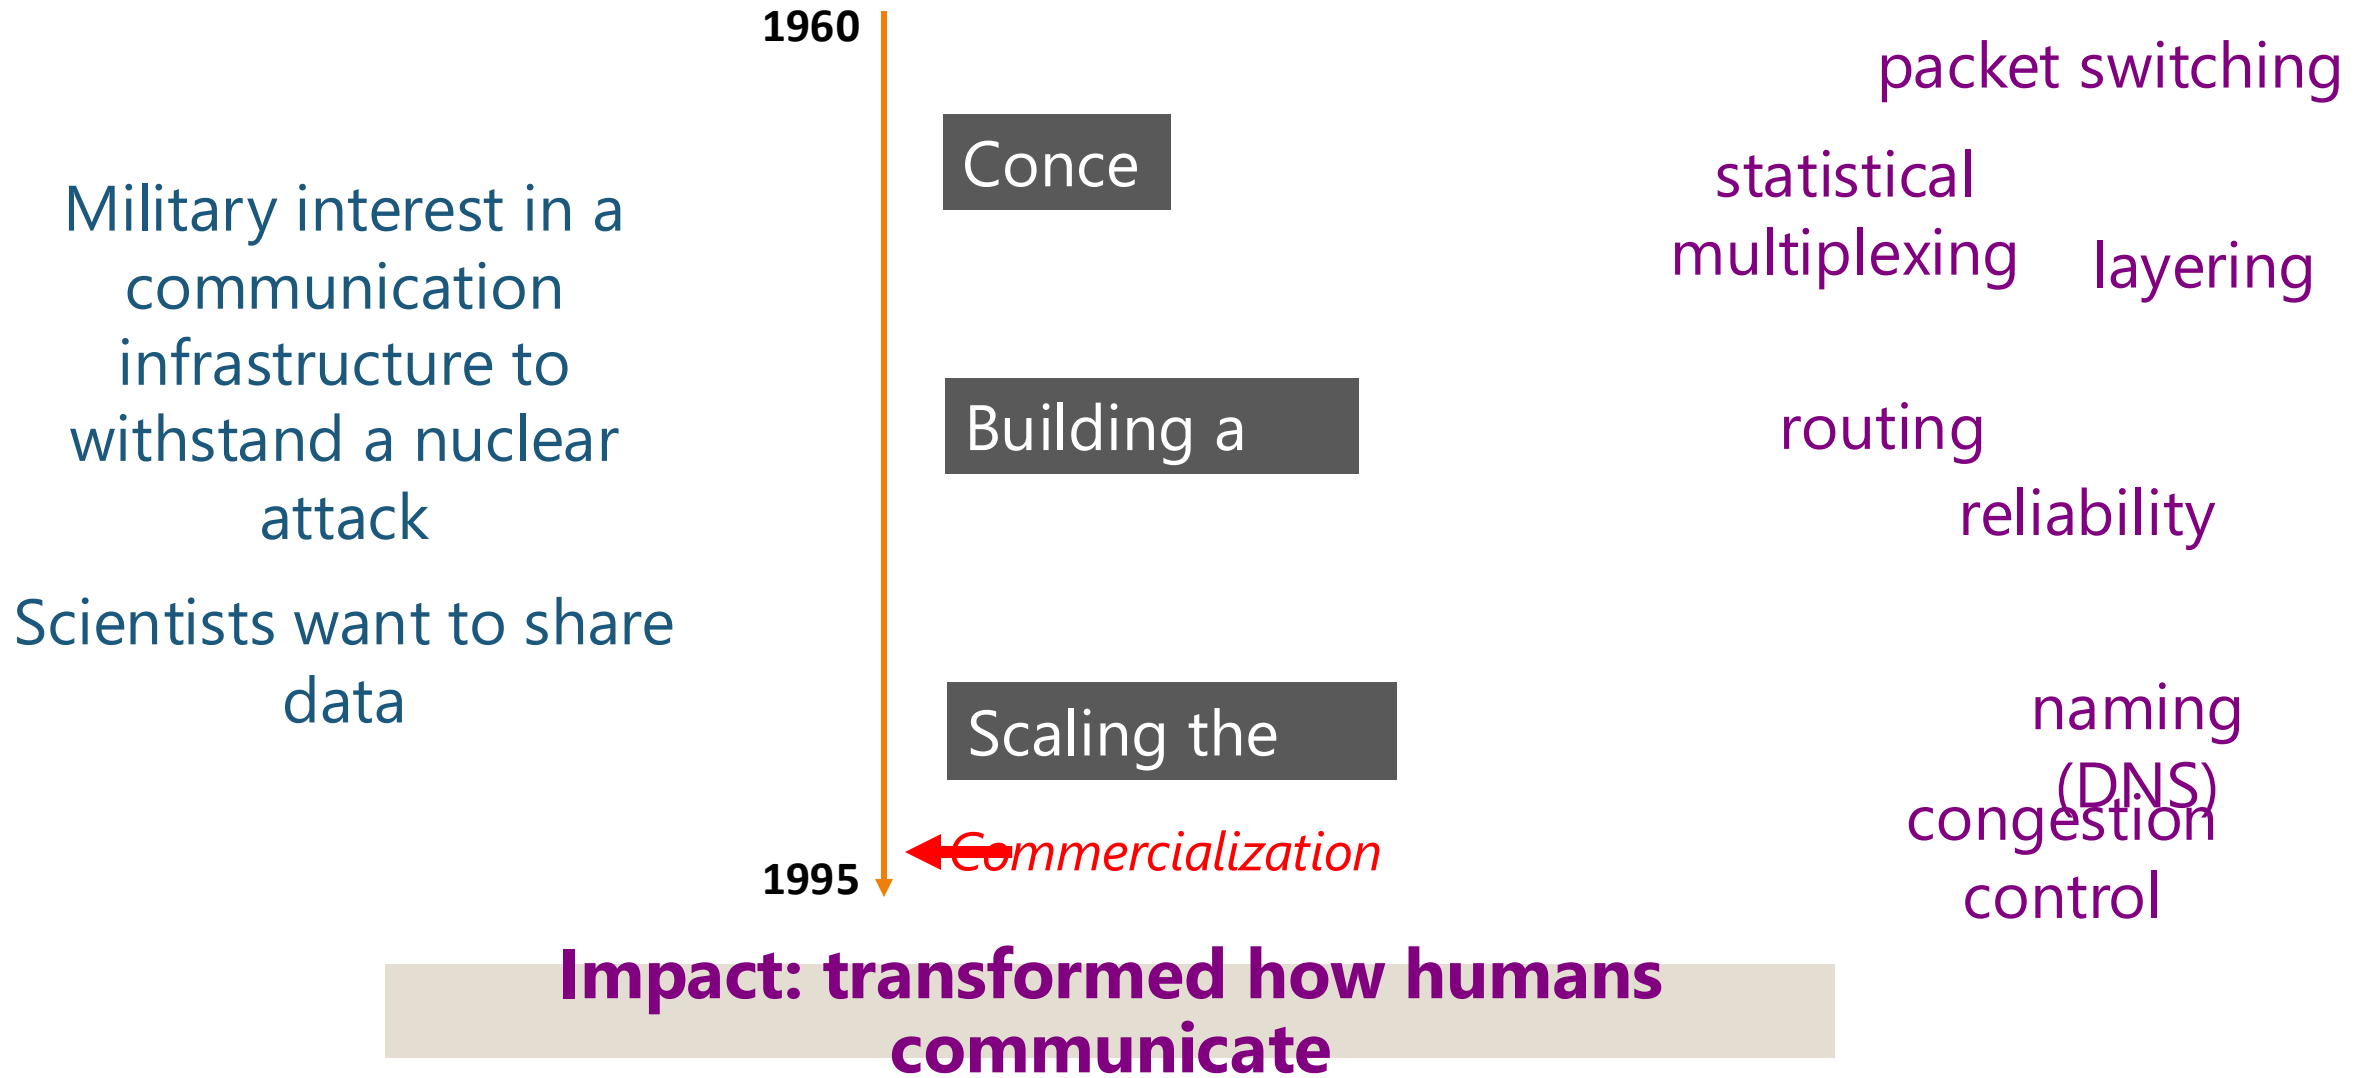 1960
packet switching
Conce
statistical
multiplexing
layering
Military interest in a
communication
infrastructure to
withstand a nuclear
attack
Building a
routing
reliability
Scientists want to share
data
Scaling the
naming
(DNS)
congestion
control
Commercialization
1995
Impact: transformed how humans
communicate